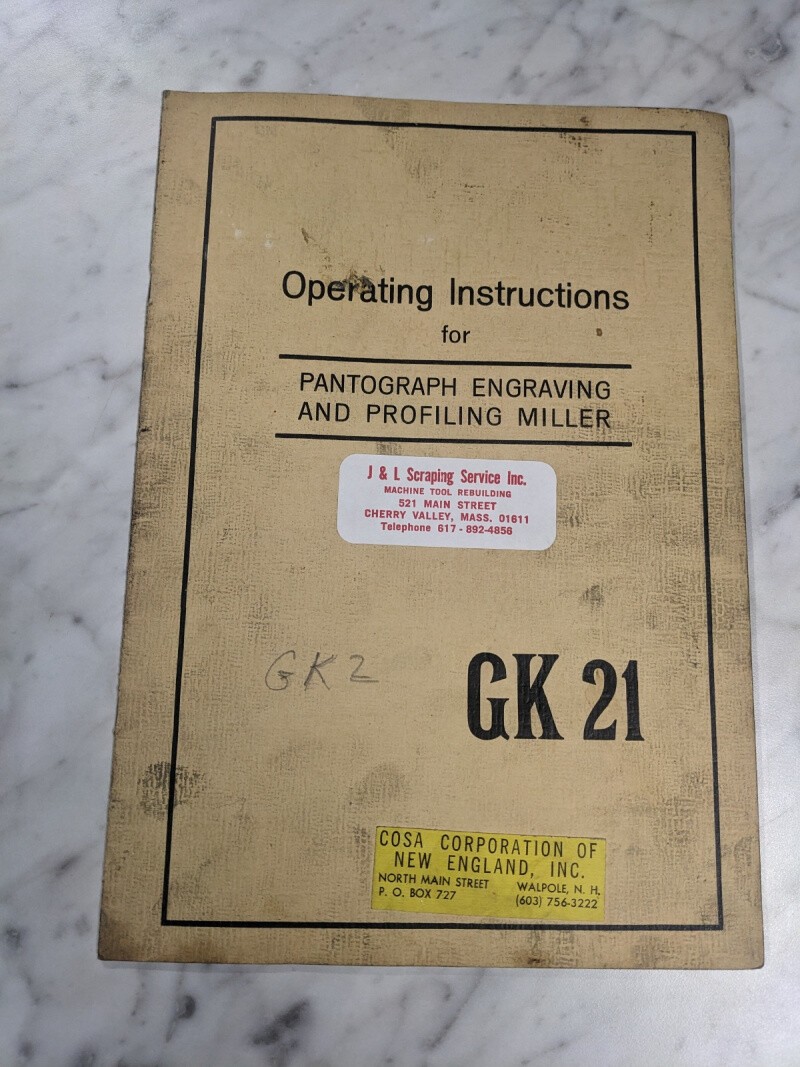 Operating Instructions
for
PANTOGRAPH ENGRAVING
AND PROFILING MILLER
J & L Scraping Service Inc.
MACHINE TOOL REBUILDING
521 MAIN STREET
CHERRY VALLEY, MASS. 01611
Telephone 617 - 892-4856
GK 2
GK 21
COSA CORPORATION OF
NEW ENGLAND, INC.
NORTH MAIN STREET WALPOLE, N. H.
P. O. BOX 727 (603) 756-3222